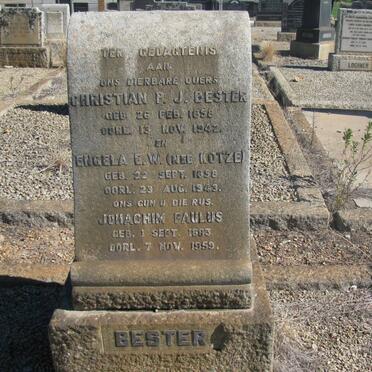 TER GEDAGTENIS
AAN
ONS DIERBARE OUERS
CHRISTIAN F. J. BESTER
GEB. 26 FEB. 1856
OORL. 13 NOV. 1942.
EN
ENGELA E. W. (NEE KOTZE)
GEB. 22 SEPT. 1858
OORL. 23 AUG. 1943.
ONS GUN U DIE RUS.
JOHACHIM PAULUS
GEB. 1 SEPT. 1883
OORL. 7 NOV. 1959.
BESTER
LOCHNER